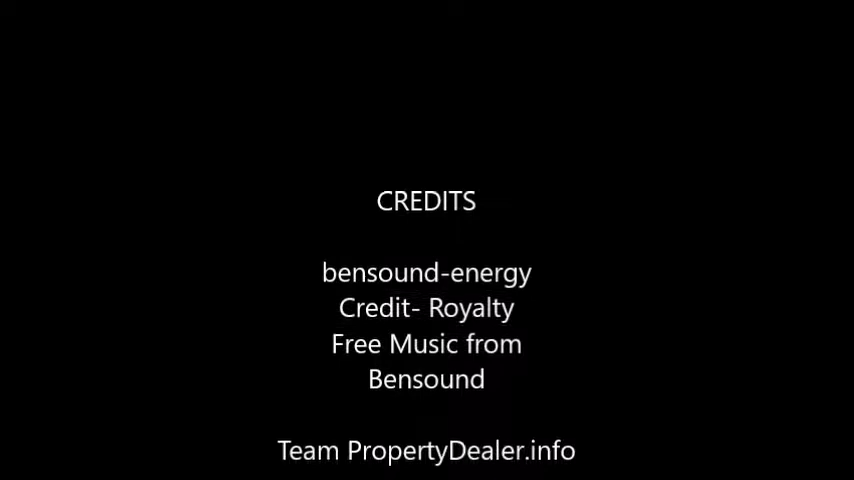 CREDITS
bensound-energy
Credit- Royalty
Free Music from
Bensound
Team PropertyDealer.info